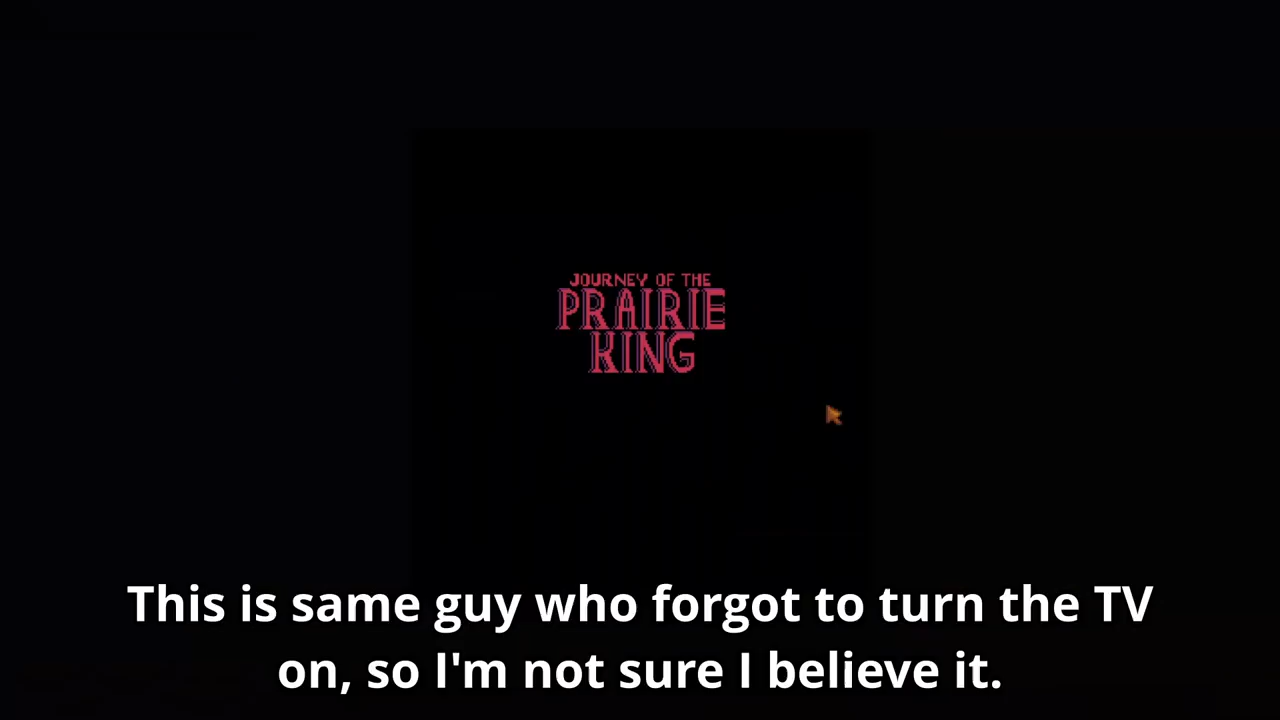 JOURNEY OF THE
PRAIRIE
KING
This is same guy who forgot to turn the TV
on, so I'm not sure I believe it.